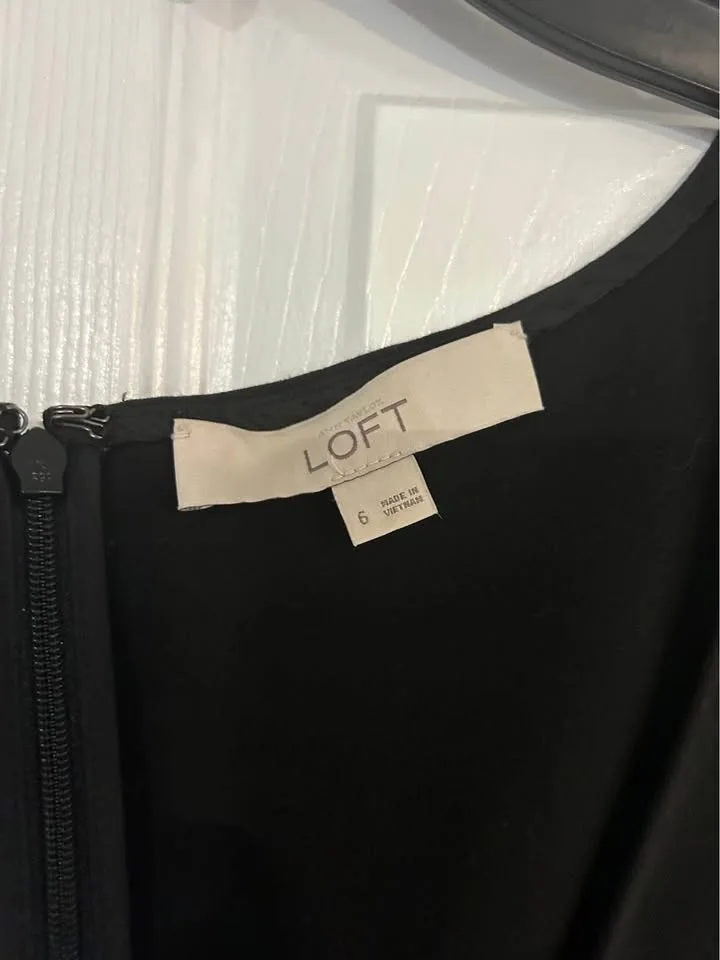 ANN TAYLOR
LOFT
6
MADE IN
VIETNAM